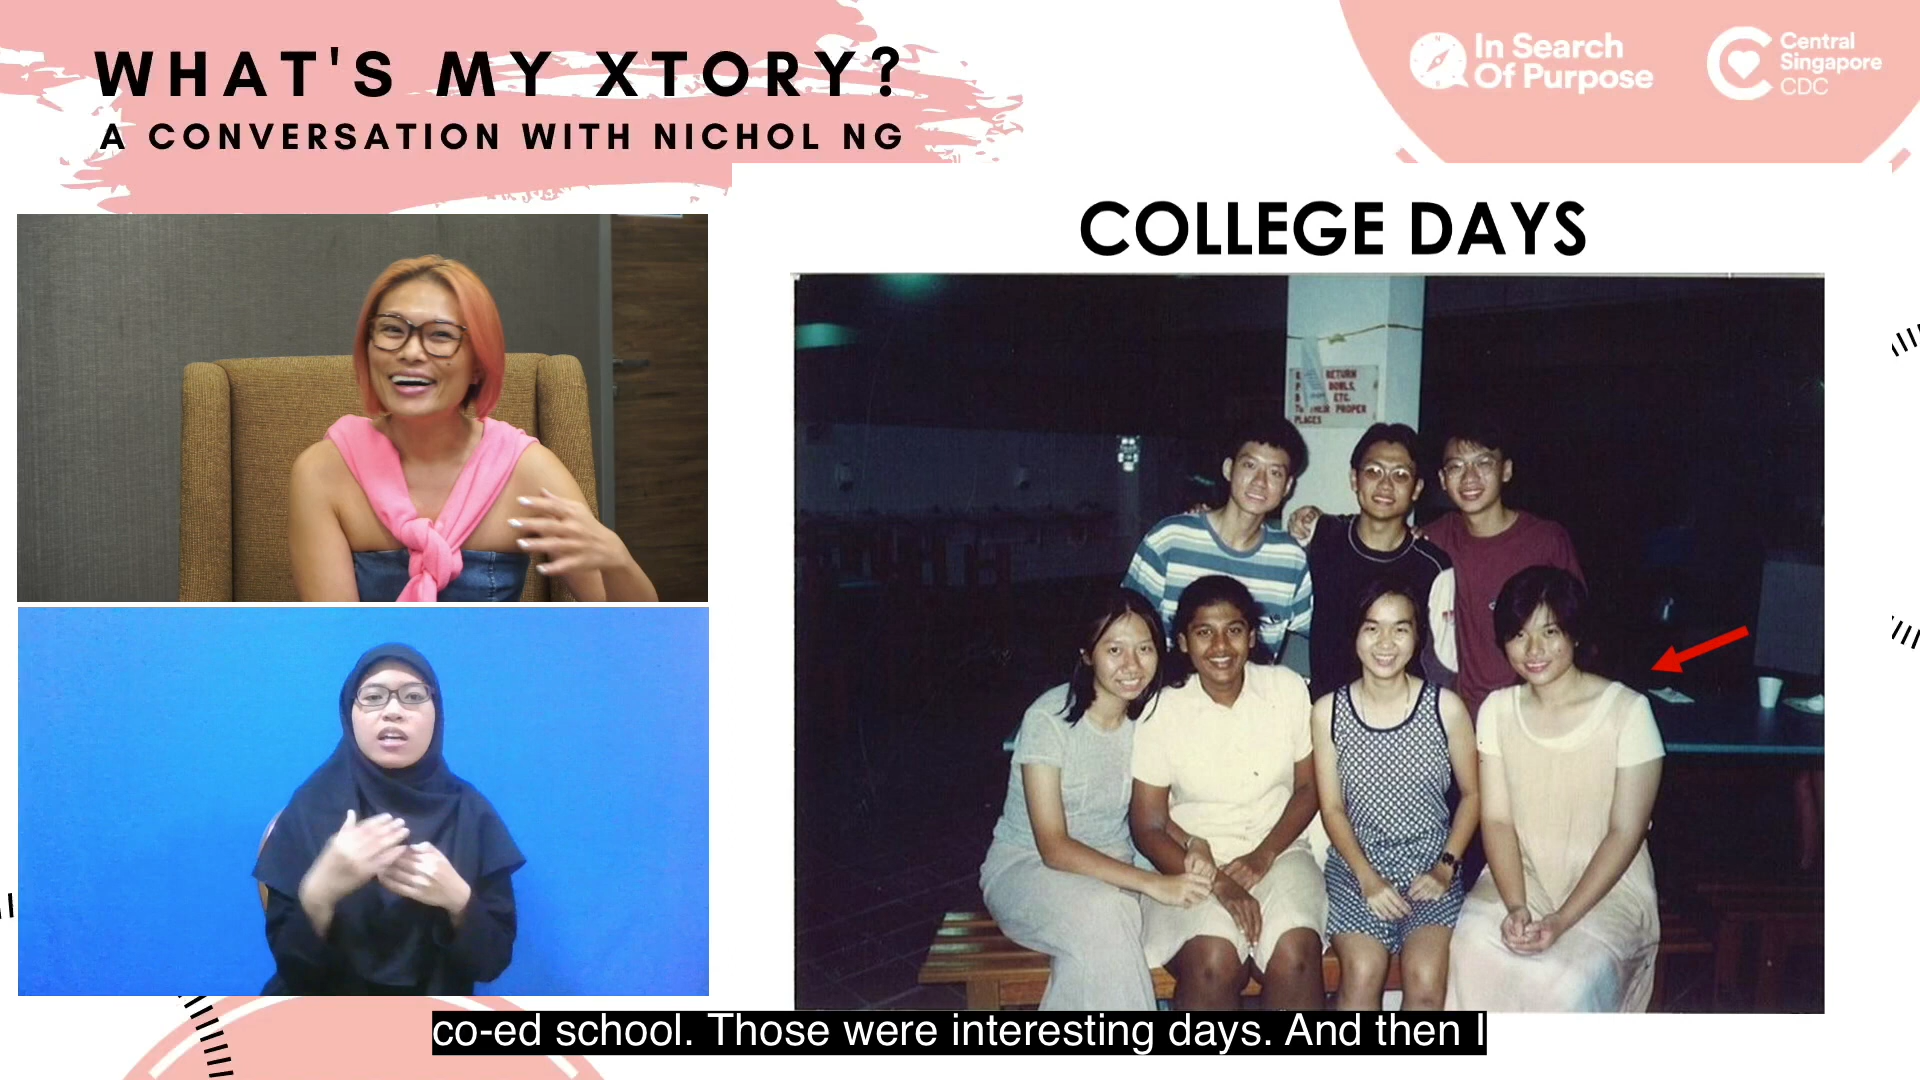 WHAT'S MY XTORY?
A CONVERSATION WITH NICHOL NG
In Search
Of Purpose
Central
Singapore
CDC
COLLEGE DAYS
RETURN
BOWLS,
ETC.
PROPER
PLACES
co-ed school. Those were interesting days. And then I